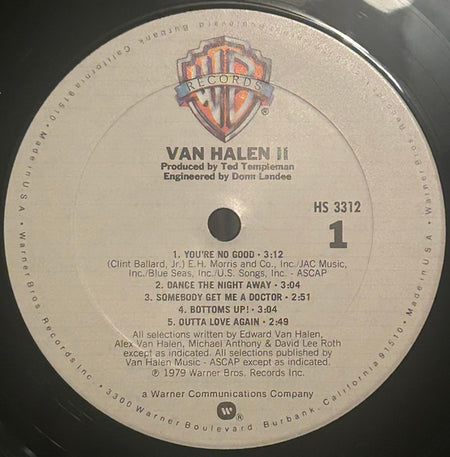 WB
RECORDS
®
VAN HALEN II
Produced by Ted Templeman
Engineered by Donn Landee
HS 3312
1
1. YOU'RE NO GOOD • 3:12
(Clint Ballard, Jr.) E.H. Morris and Co., Inc./JAC Music,
Inc./Blue Seas, Inc./U.S. Songs, Inc. - ASCAP
2. DANCE THE NIGHT AWAY • 3:04
3. SOMEBODY GET ME A DOCTOR • 2:51
4. BOTTOMS UP! • 3:04
5. OUTTA LOVE AGAIN • 2:49
All selections written by Edward Van Halen,
Alex Van Halen, Michael Anthony & David Lee Roth
except as indicated. All selections published by
Van Halen Music - ASCAP except as indicated.
℗ 1979 Warner Bros. Records Inc.
a Warner Communications Company
®
Warner Bros. Records Inc. • 3300 Warner Boulevard, Burbank, California 91510 • Made in U.S.A.
Burbank, California 91510 • Made in U.S.A.